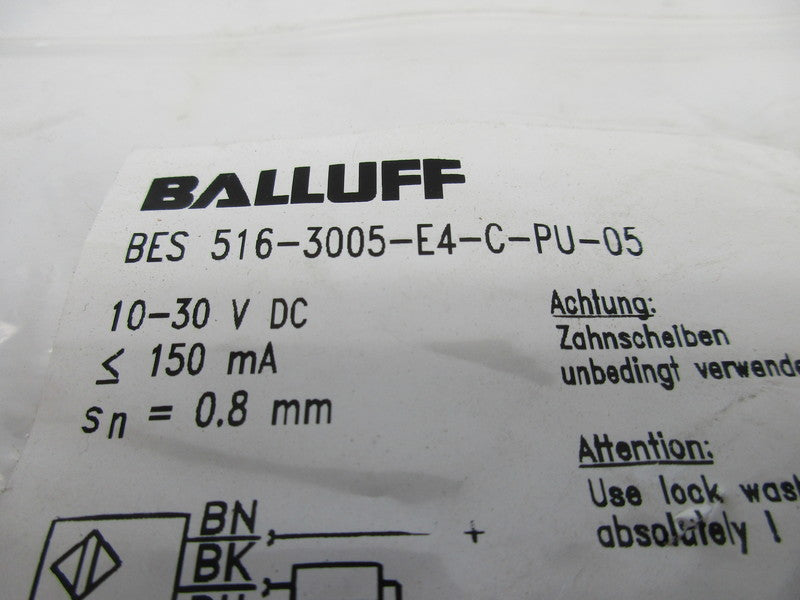 BALLUFF
BES 516-3005-E4-C-PU-05
10-30 V DC
≤ 150 mA
sn = 0.8 mm
Achtung:
Zahnscheiben
unbedingt
Attention:
Use lock
absolutely !
BN
+
BK